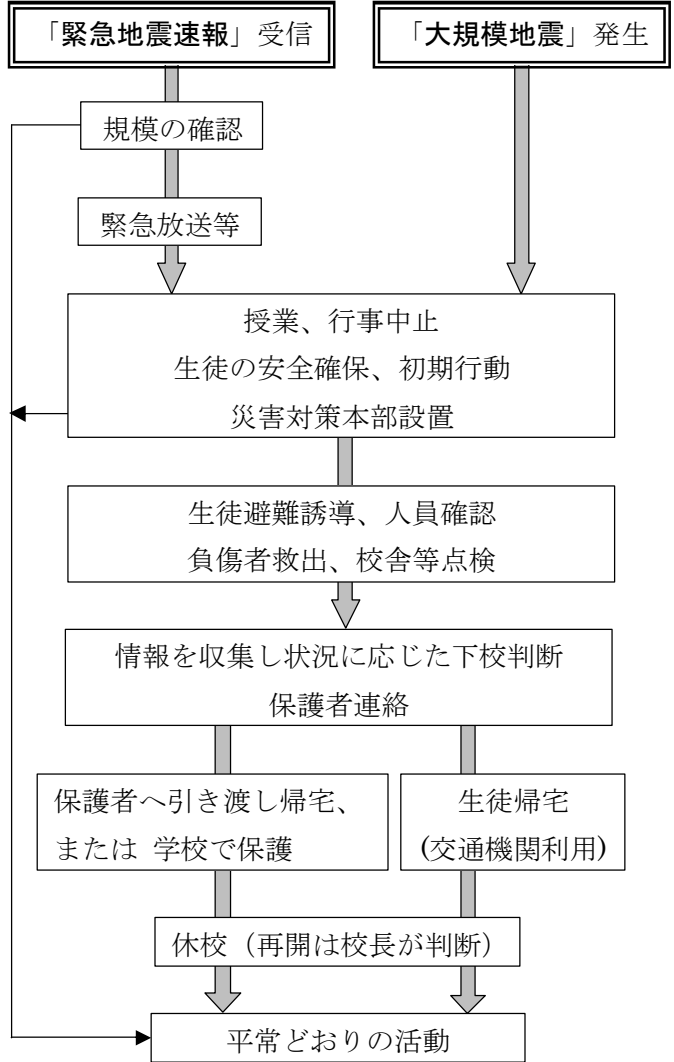 「緊急地震速報」受信
「大規模地震」発生
規模の確認
緊急放送等
授業、行事中止
生徒の安全確保、初期行動
災害対策本部設置
生徒避難誘導、人員確認
負傷者救出、校舎等点検
情報を収集し状況に応じた下校判断
保護者連絡
保護者へ引き渡し帰宅、
または 学校で保護
生徒帰宅
(交通機関利用)
休校（再開は校長が判断）
平常どおりの活動